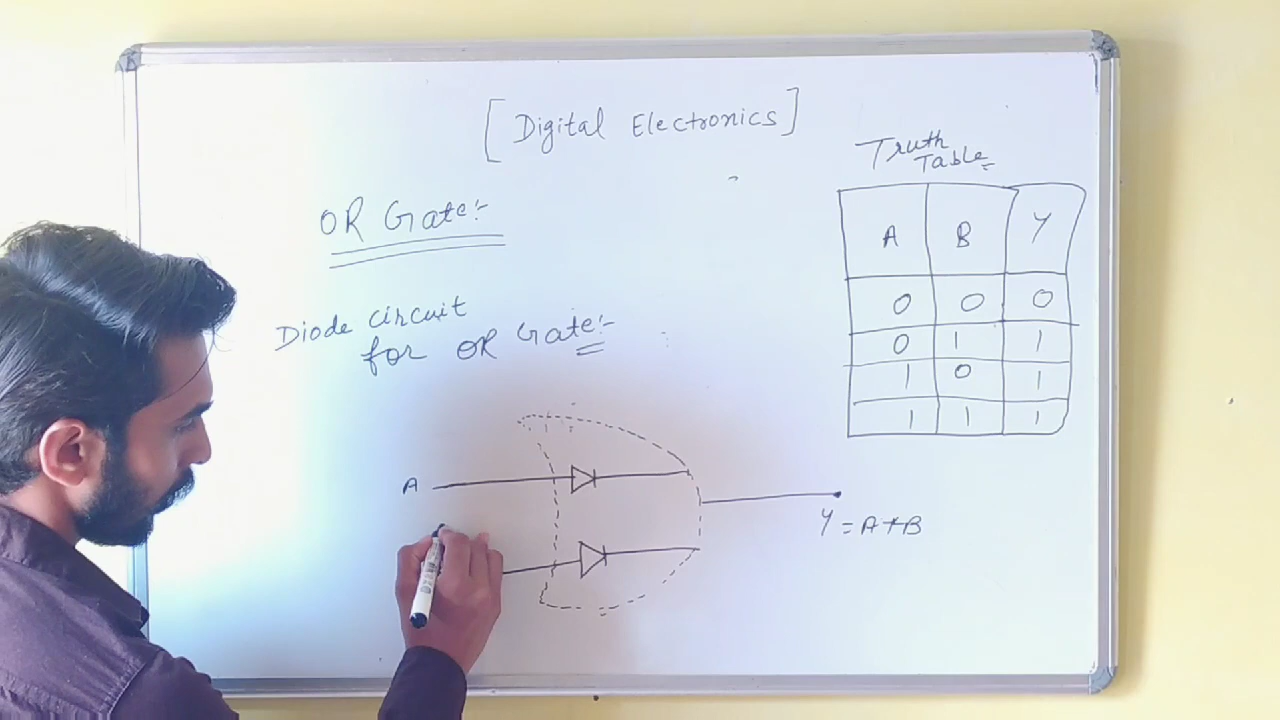 [Digital Electronics]
Truth
Table
OR Gate:-
A B Y
0 0 0
0 1 1
1 0 1
1 1 1
Diode circuit
for OR Gate:-
A
Y = A+B